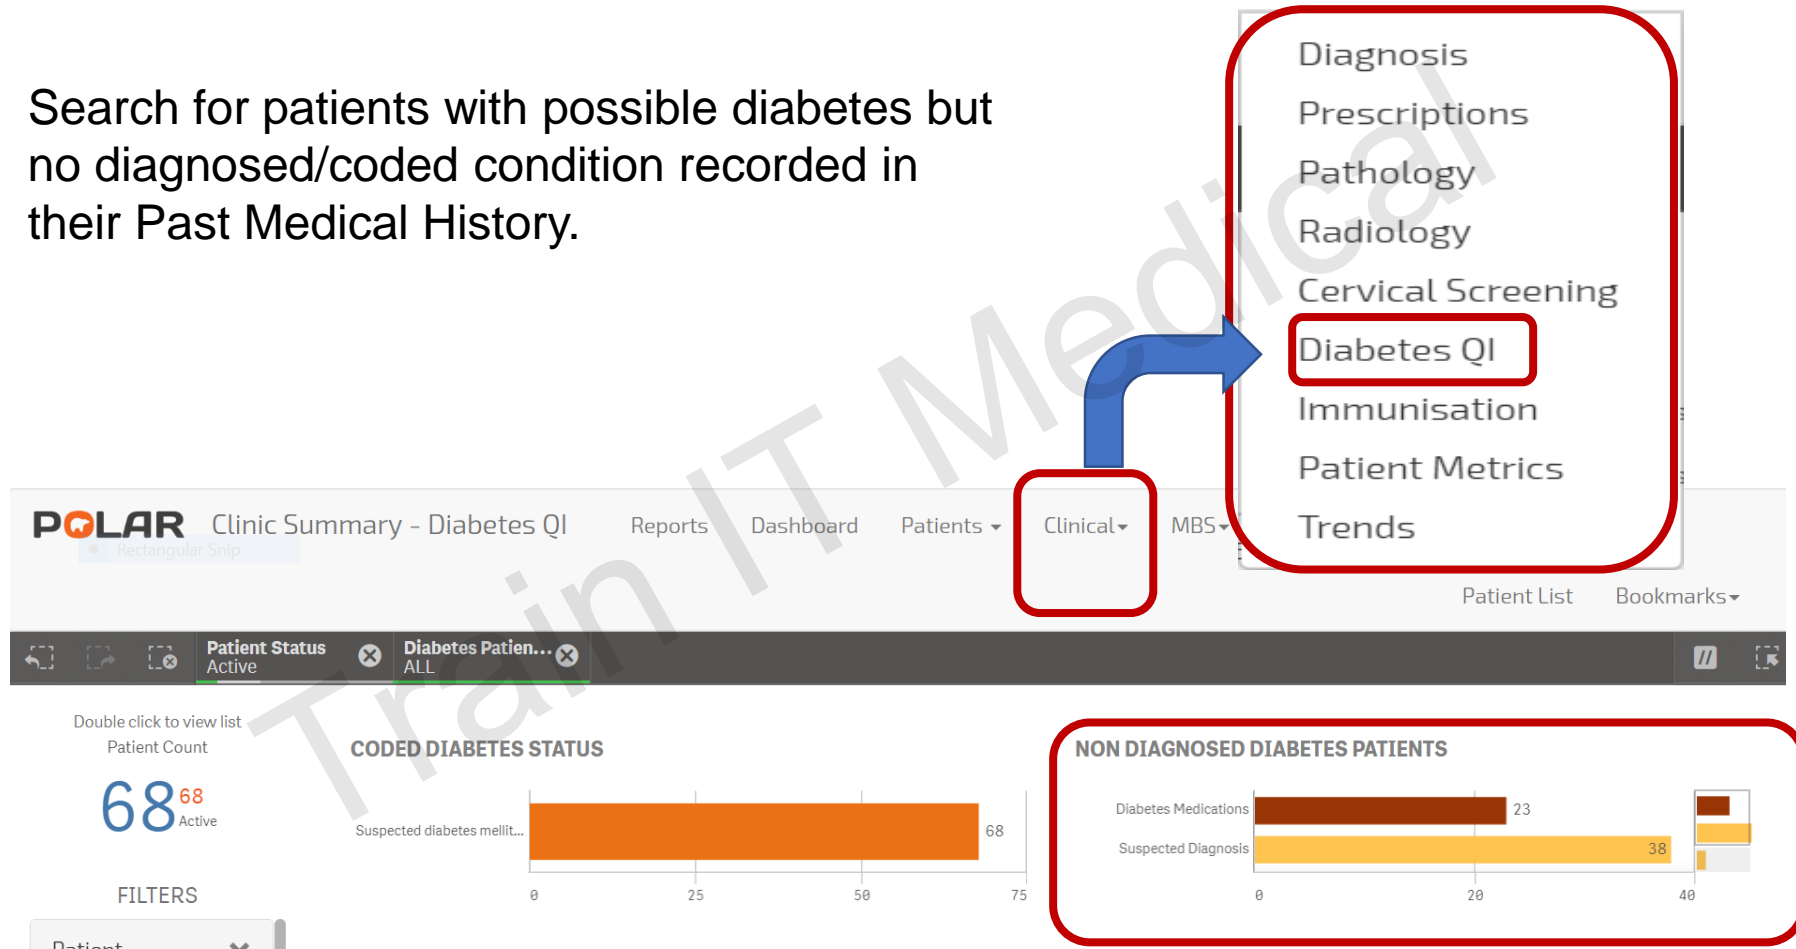 Search for patients with possible diabetes but
no diagnosed/coded condition recorded in
their Past Medical History.
Diagnosis
Prescriptions
Pathology
Radiology
Cervical Screening
Diabetes QI
Immunisation
Patient Metrics
Trends
POLAR
Clinic Summary - Diabetes QI
Reports
Dashboard
Patients
Clinical
MBS
Rectangular Snip
Patient List
Bookmarks
Patient Status
Active
Diabetes Patien...
ALL
Double click to view list
Patient Count
68
68
Active
FILTERS
Patient
CODED DIABETES STATUS
Suspected diabetes mellit...
68
0 25 50 75
NON DIAGNOSED DIABETES PATIENTS
Diabetes Medications
23
Suspected Diagnosis
38
0 20 40
Train IT Medical